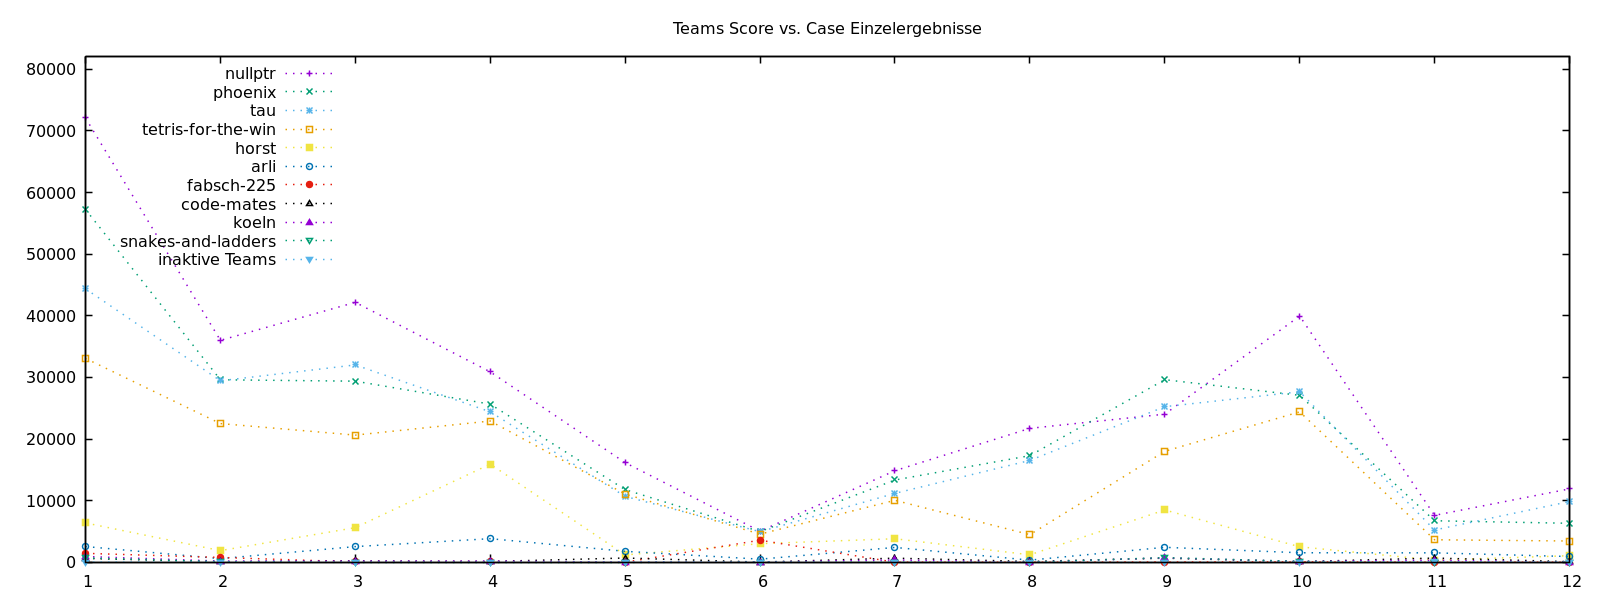 Teams Score vs. Case Einzelergebnisse
80000
70000
60000
50000
40000
30000
20000
10000
0
nullptr
phoenix
tau
tetris-for-the-win
horst
arli
fabsch-225
code-mates
koeln
snakes-and-ladders
inaktive Teams
1 2 3 4 5 6 7 8 9 10 11 12